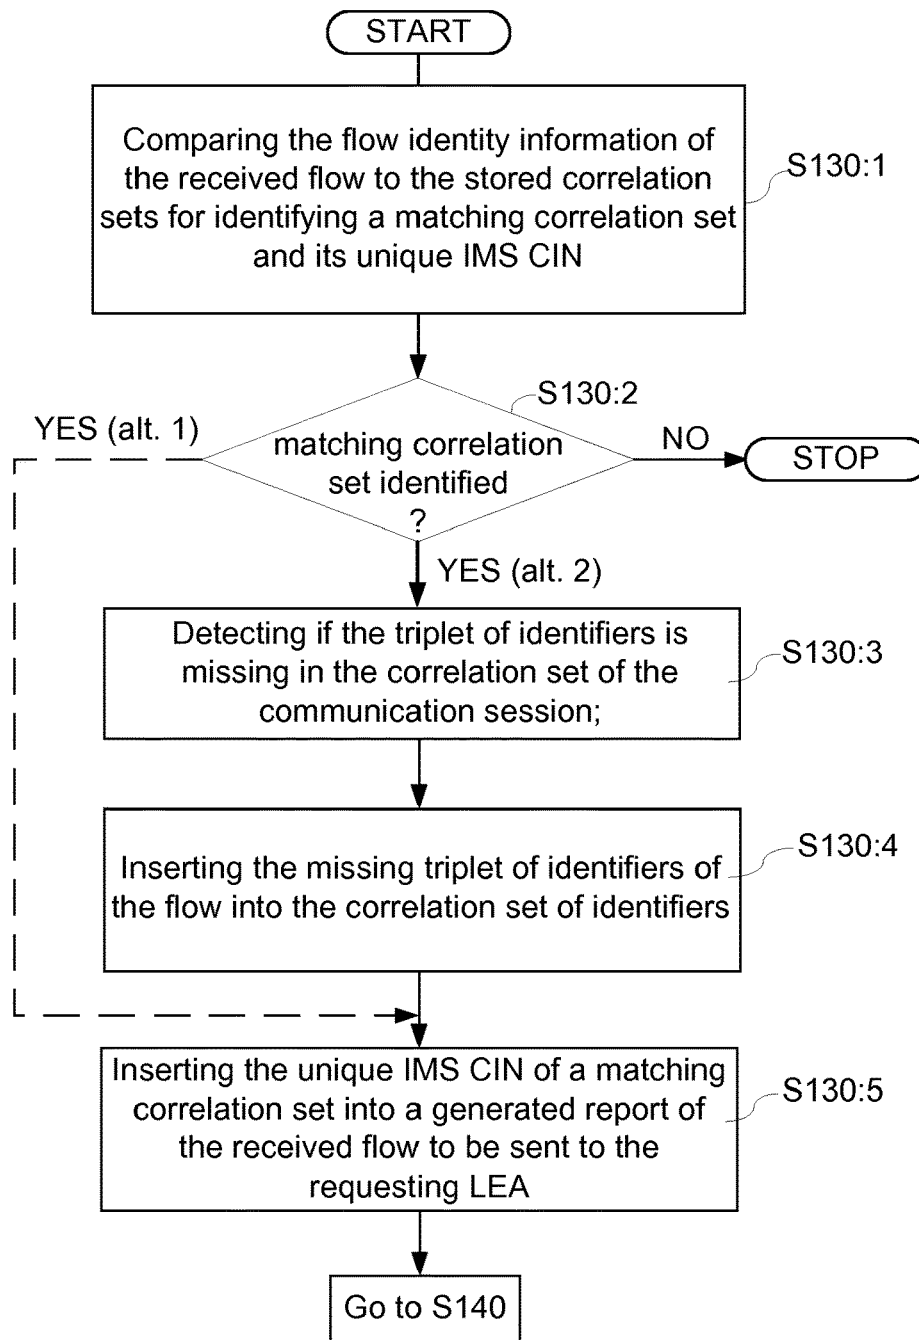 START
Comparing the flow identity information of
the received flow to the stored correlation
sets for identifying a matching correlation set
and its unique IMS CIN
S130:1
S130:2
YES (alt. 1)
matching correlation
set identified
?
NO
STOP
YES (alt. 2)
Detecting if the triplet of identifiers is
missing in the correlation set of the
communication session;
S130:3
Inserting the missing triplet of identifiers of
the flow into the correlation set of identifiers
S130:4
Inserting the unique IMS CIN of a matching
correlation set into a generated report of
the received flow to be sent to the
requesting LEA
S130:5
Go to S140